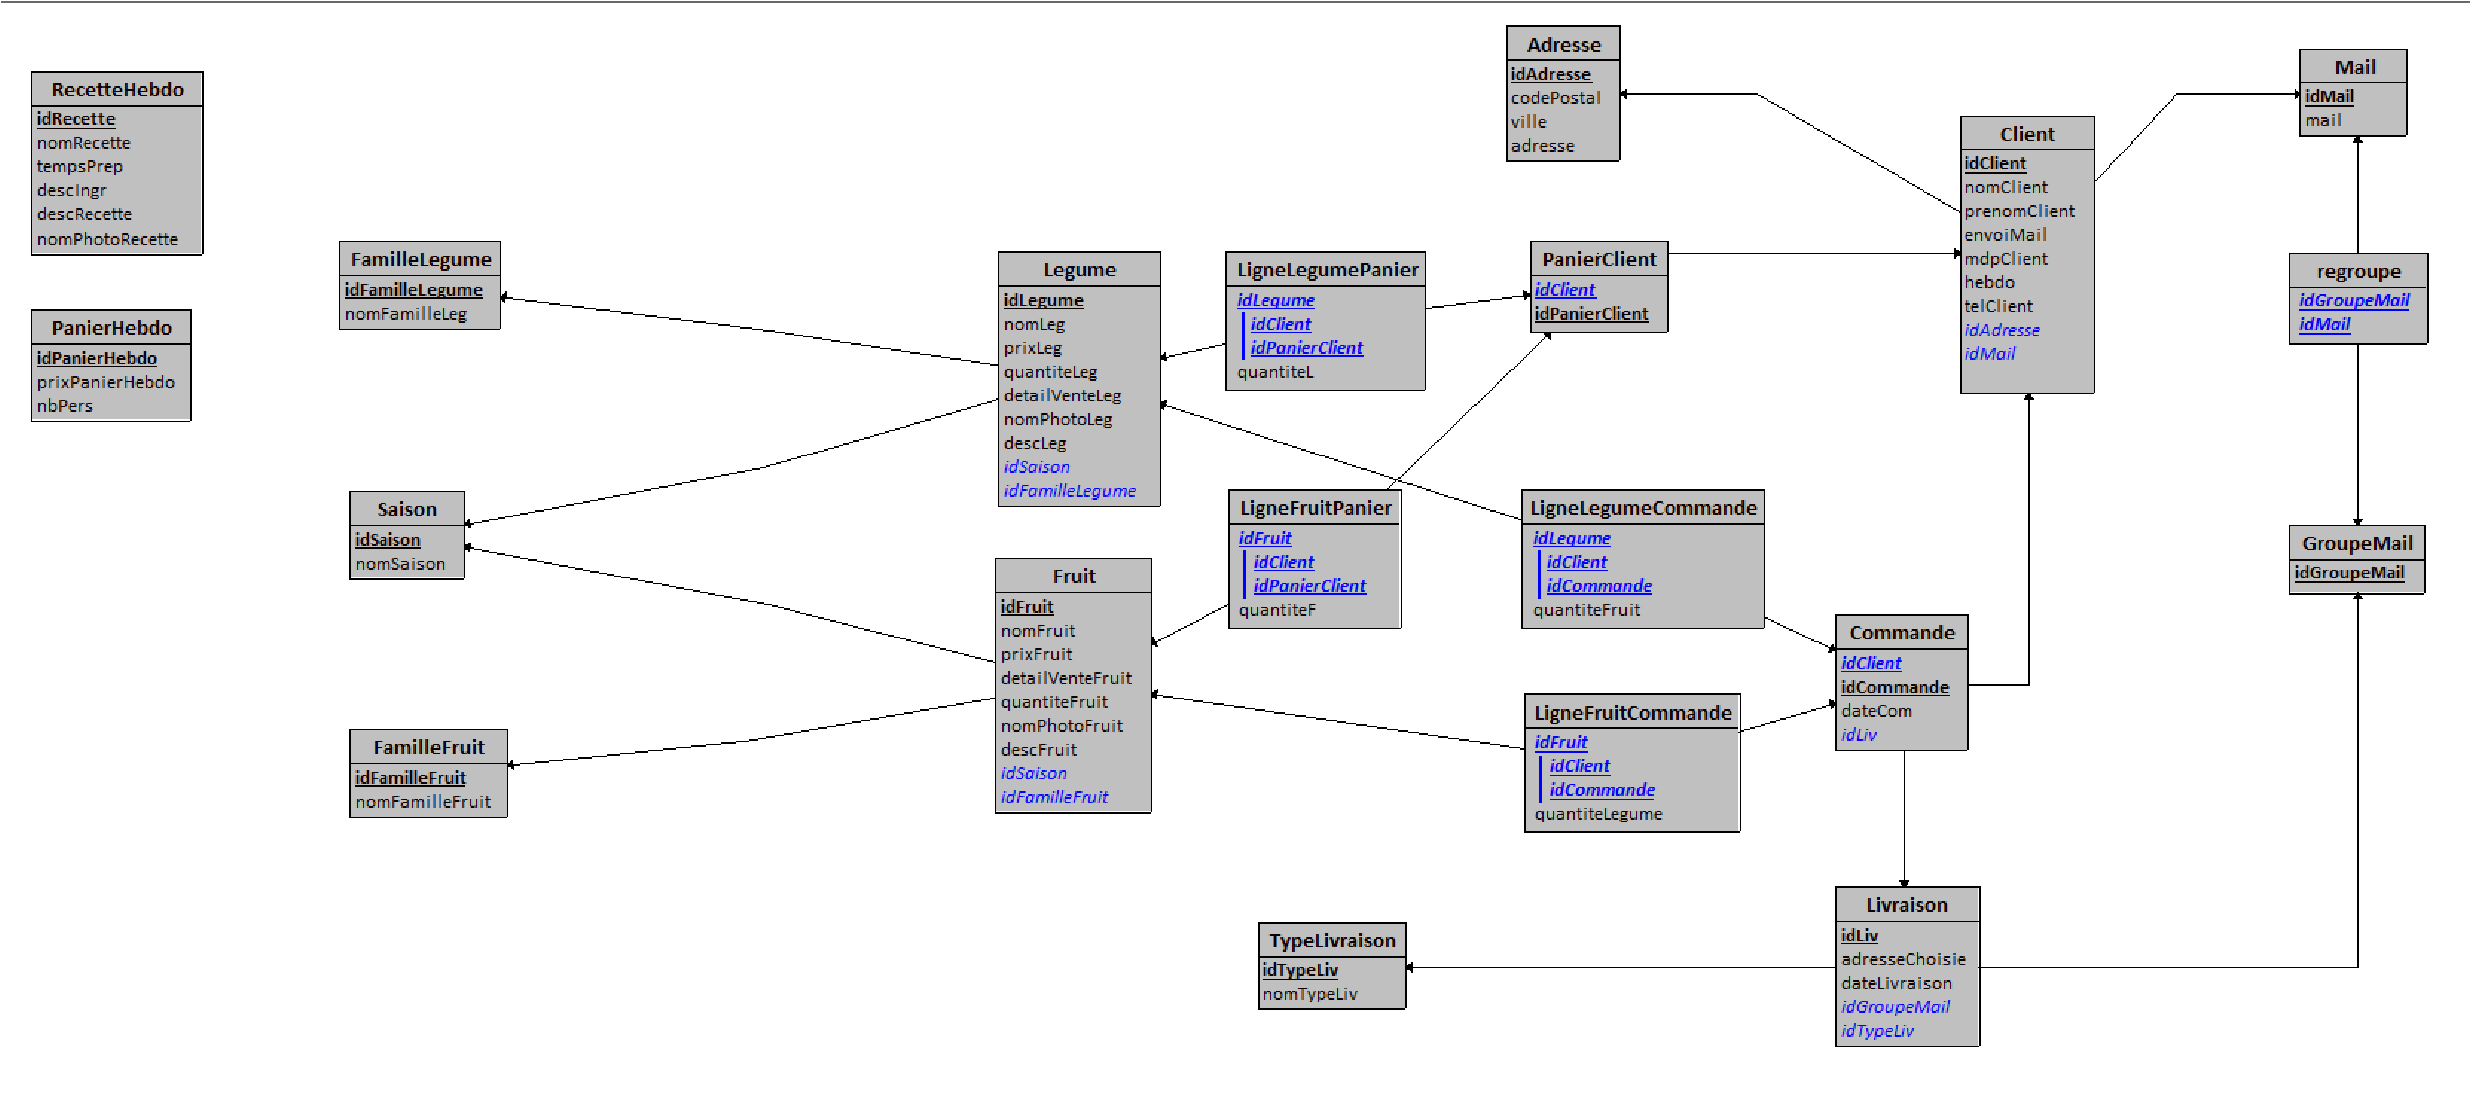 RecetteHebdo
idRecette
nomRecette
tempsPrep
descIngr
descRecette
nomPhotoRecette
PanierHebdo
idPanierHebdo
prixPanierHebdo
nbPers
FamilleLegume
idFamilleLegume
nomFamilleLeg
Saison
idSaison
nomSaison
FamilleFruit
idFamilleFruit
nomFamilleFruit
Legume
idLegume
nomLeg
prixLeg
quantiteLeg
detailVenteLeg
nomPhotoLeg
descLeg
idSaison
idFamilleLegume
Fruit
idFruit
nomFruit
prixFruit
detailVenteFruit
quantiteFruit
nomPhotoFruit
descFruit
idSaison
idFamilleFruit
LigneLegumePanier
idLegume
idClient
idPanierClient
quantiteL
LigneFruitPanier
idFruit
idClient
idPanierClient
quantiteF
TypeLivraison
idTypeLiv
nomTypeLiv
Adresse
idAdresse
codePostal
ville
adresse
PanierClient
idClient
idPanierClient
LigneLegumeCommande
idLegume
idClient
idCommande
quantiteFruit
LigneFruitCommande
idFruit
idClient
idCommande
quantiteLegume
Client
idClient
nomClient
prenomClient
envoiMail
mdpClient
hebdo
telClient
idAdresse
idMail
Commande
idClient
idCommande
dateCom
idLiv
Livraison
idLiv
adresseChoisie
dateLivraison
idGroupeMail
idTypeLiv
Mail
idMail
mail
regroupe
idGroupeMail
idMail
GroupeMail
idGroupeMail